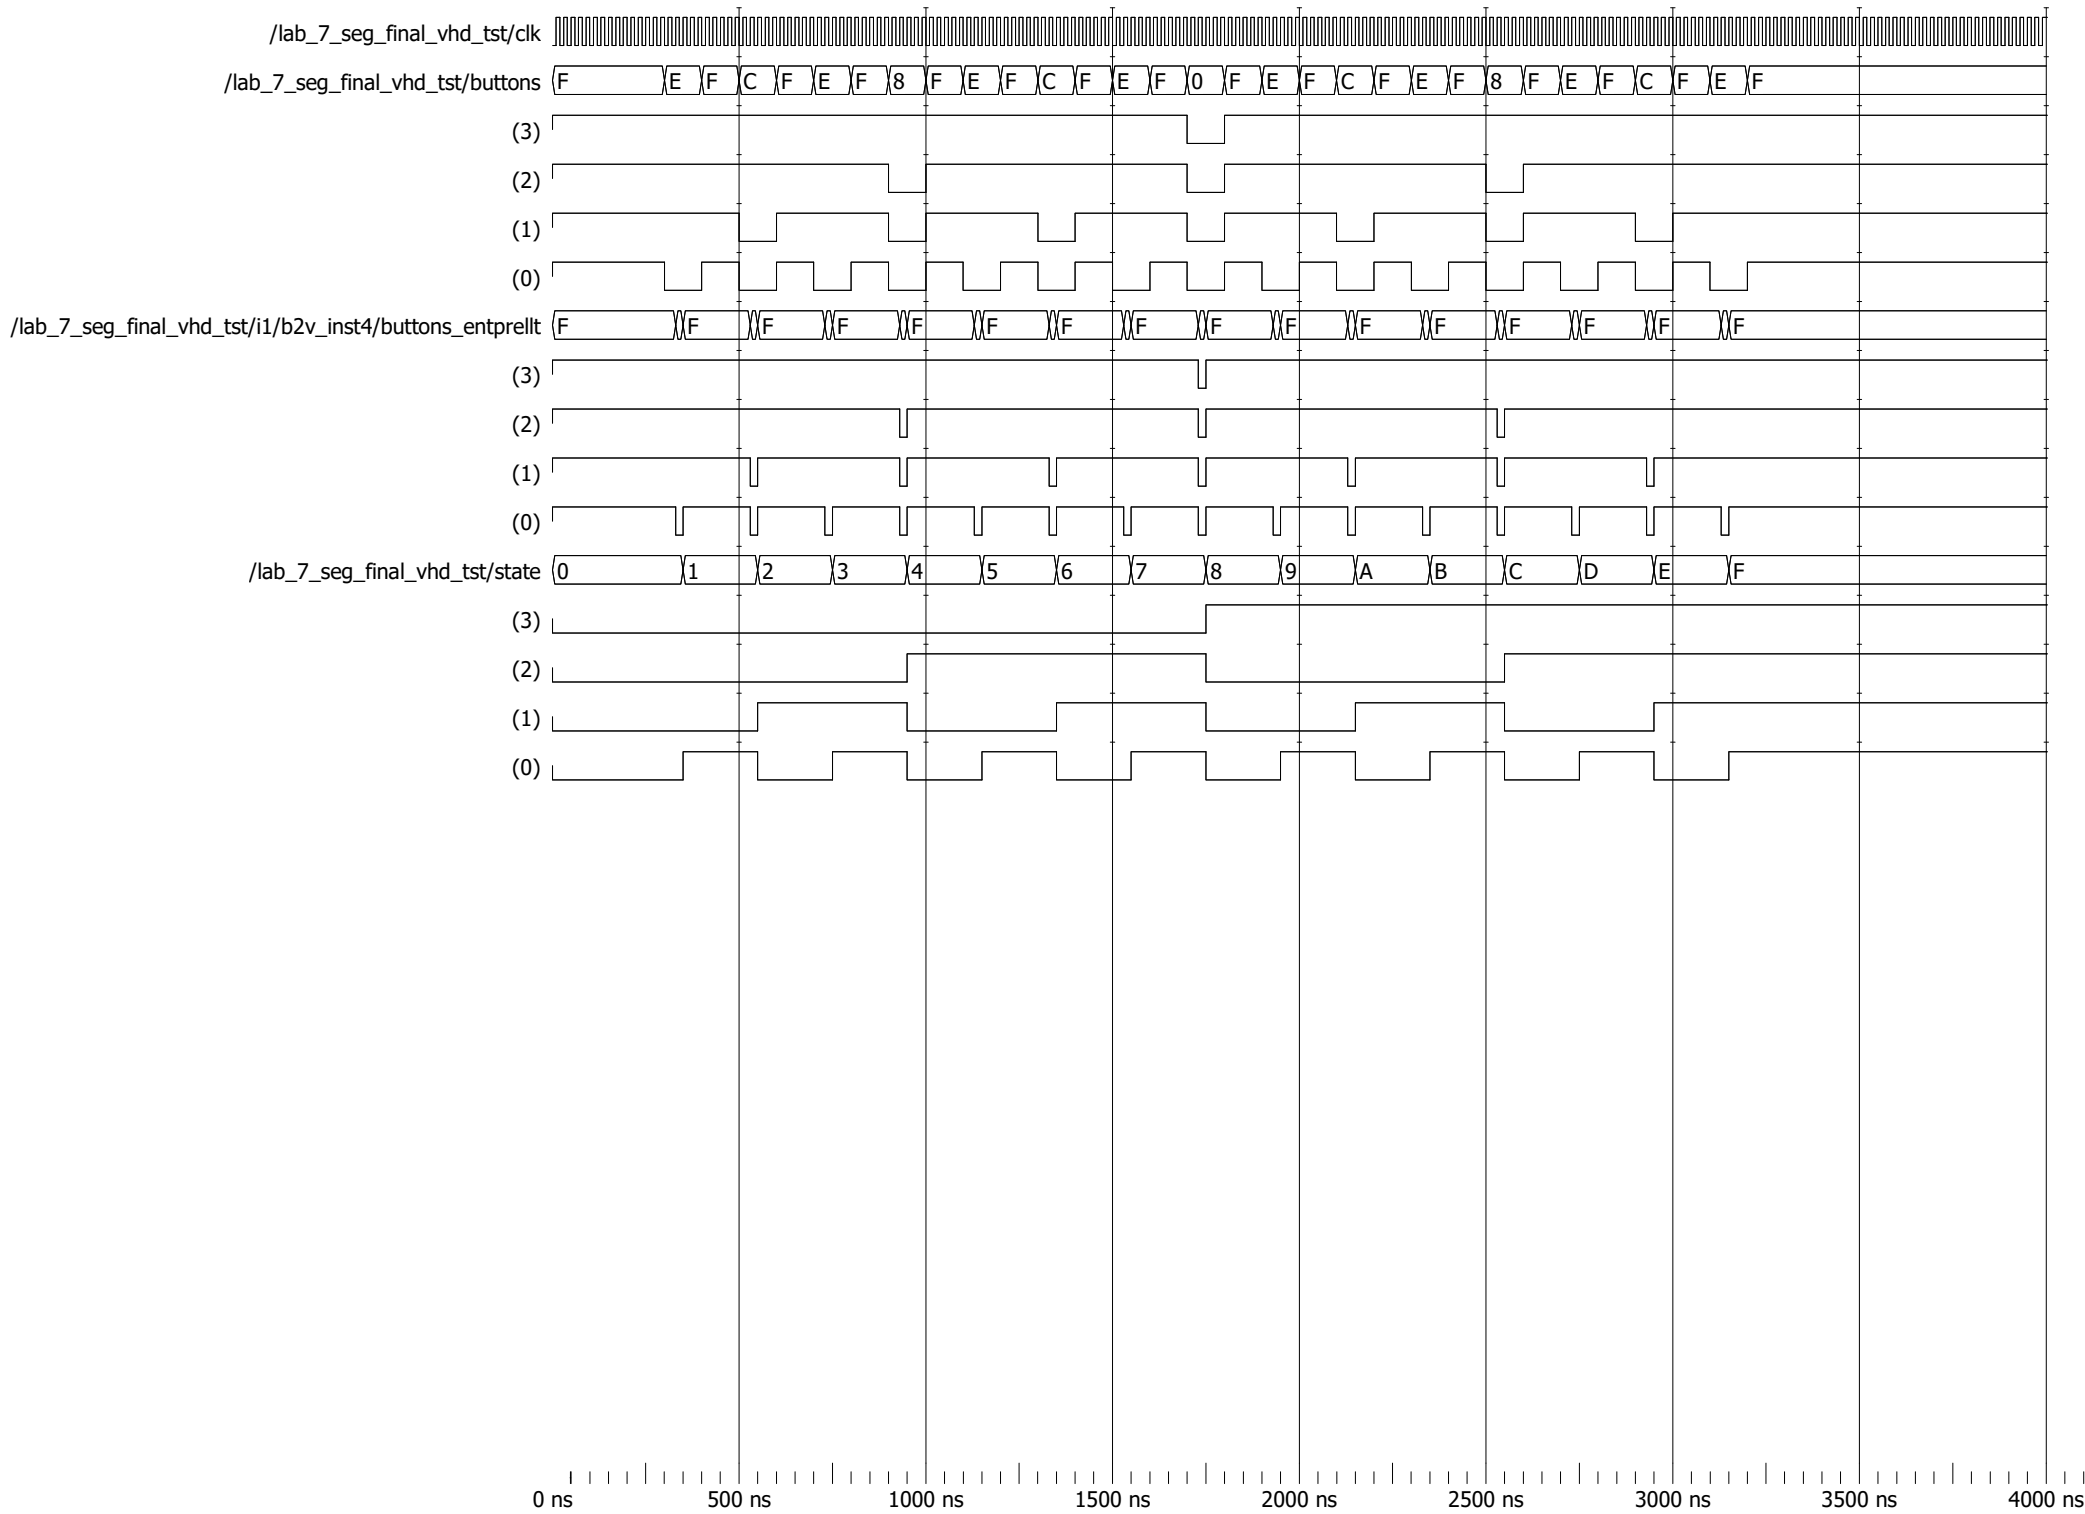 /lab_7_seg_final_vhd_tst/clk
/lab_7_seg_final_vhd_tst/buttons F E F C F E F 8 F E F C F E F 0 F E F C F E F 8 F E F C F E F
(3)
(2)
(1)
(0)
/lab_7_seg_final_vhd_tst/i1/b2v_inst4/buttons_entprellt F F F F F F F F F F F F F F F F
(3)
(2)
(1)
(0)
/lab_7_seg_final_vhd_tst/state 0 1 2 3 4 5 6 7 8 9 A B C D E F
(3)
(2)
(1)
(0)
0 ns 500 ns 1000 ns 1500 ns 2000 ns 2500 ns 3000 ns 3500 ns 4000 ns